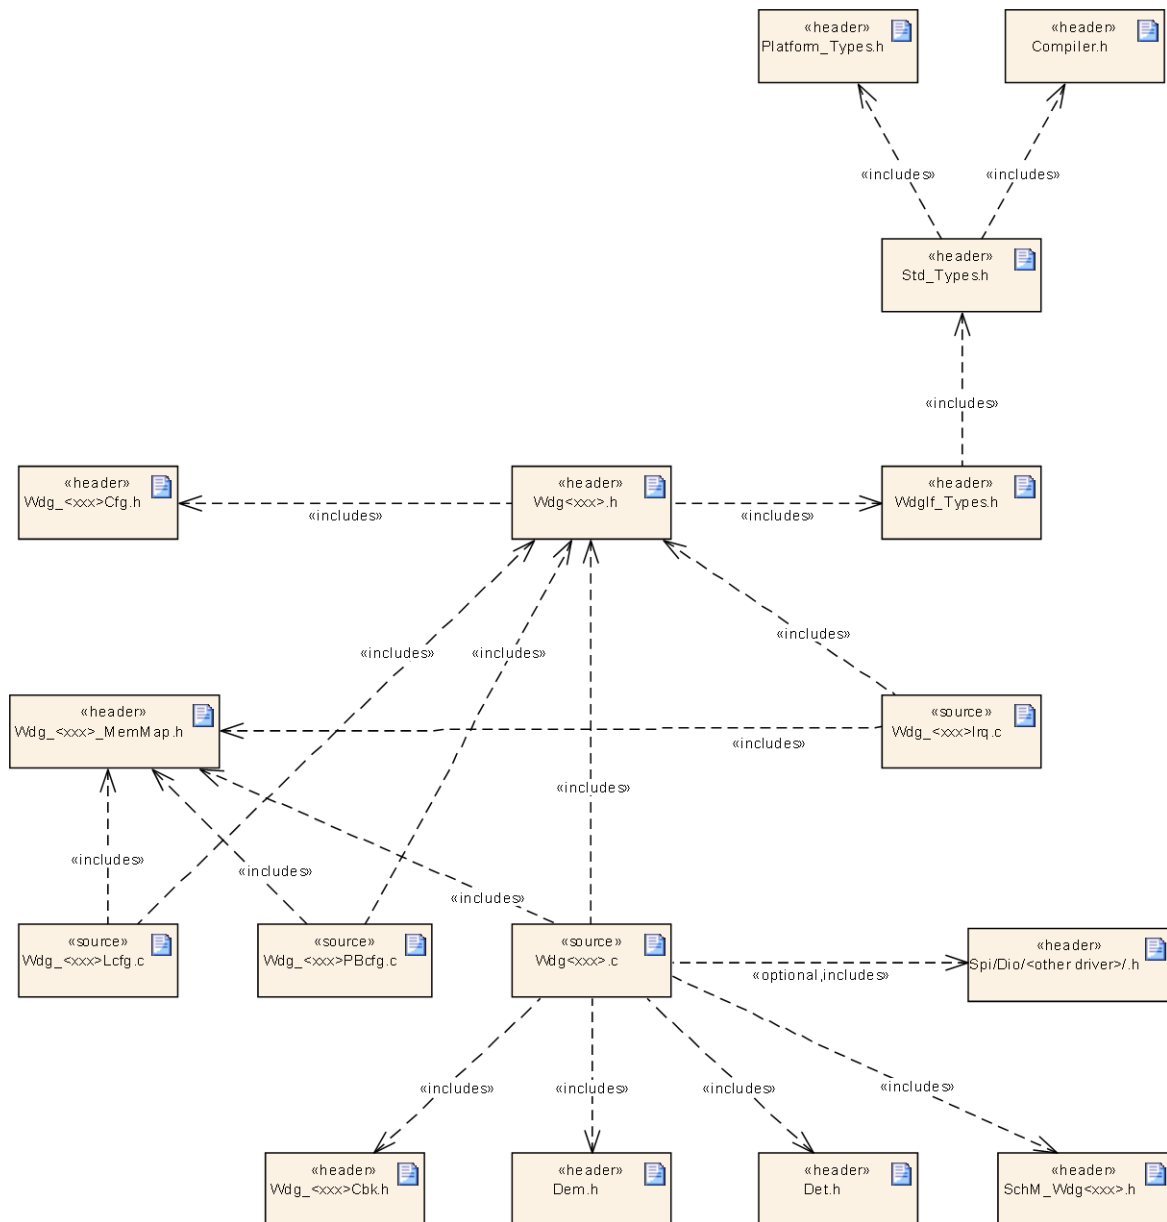 «header»
Platform_Types.h
«header»
Compiler.h
«includes»
«includes»
«header»
Std_Types.h
«includes»
«header»
Wdg_<xxx>Cfg.h
«header»
Wdg<xxx>.h
«header»
WdgIf_Types.h
«includes»
«includes»
«includes»
«includes»
«includes»
«header»
Wdg_<xxx>_MemMap.h
«source»
Wdg_<xxx>Irq.c
«includes»
«includes»
«includes»
«includes»
«includes»
«source»
Wdg_<xxx>Lcfg.c
«source»
Wdg_<xxx>PBcfg.c
«source»
Wdg<xxx>.c
«header»
Spi/Dio/<other driver>/.h
«optional,includes»
«includes»
«includes»
«includes»
«includes»
«header»
Wdg_<xxx>Cbk.h
«header»
Dem.h
«header»
Det.h
«header»
SchM_Wdg<xxx>.h